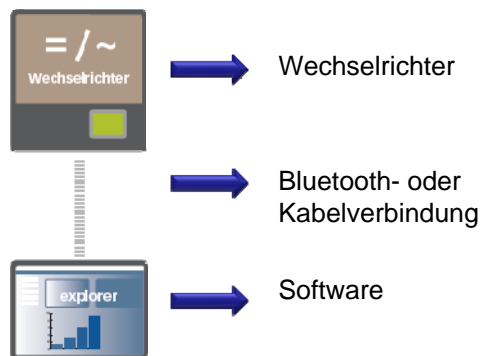 = / ~
Wechselrichter
Wechselrichter
Bluetooth- oder
Kabelverbindung
explorer
Software